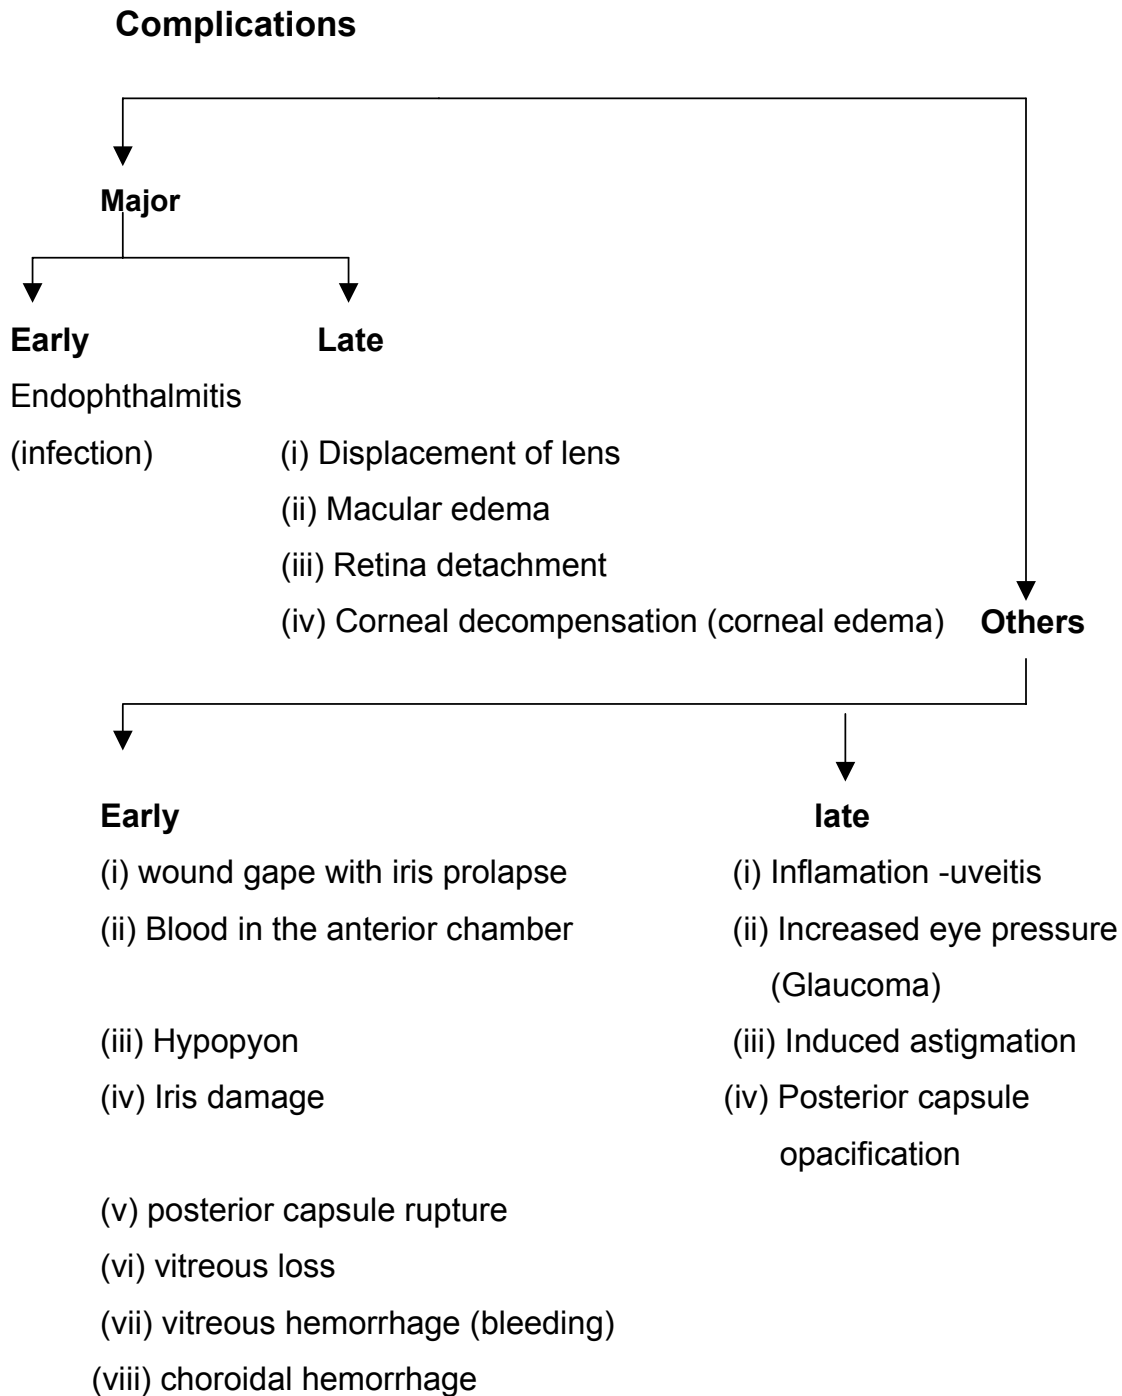 Complications
Major
Early Late
Endophthalmitis
(infection) (i) Displacement of lens
(ii) Macular edema
(iii) Retina detachment
(iv) Corneal decompensation (corneal edema) Others
Early late
(i) wound gape with iris prolapse (i) Inflamation -uveitis
(ii) Blood in the anterior chamber (ii) Increased eye pressure
(Glaucoma)
(iii) Hypopyon (iii) Induced astigmation
(iv) Iris damage (iv) Posterior capsule
opacification
(v) posterior capsule rupture
(vi) vitreous loss
(vii) vitreous hemorrhage (bleeding)
(viii) choroidal hemorrhage